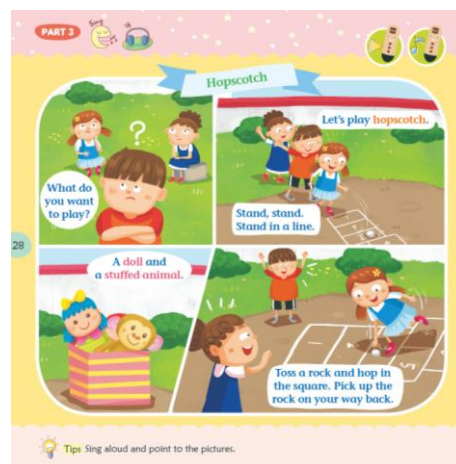 PART 3
Sing
Hopscotch
What do
you want
to play?
Let's play hopscotch.
Stand, stand.
Stand in a line.
28
A doll and
a stuffed animal.
Toss a rock and hop in
the square. Pick up the
rock on your way back.
Tips Sing aloud and point to the pictures.